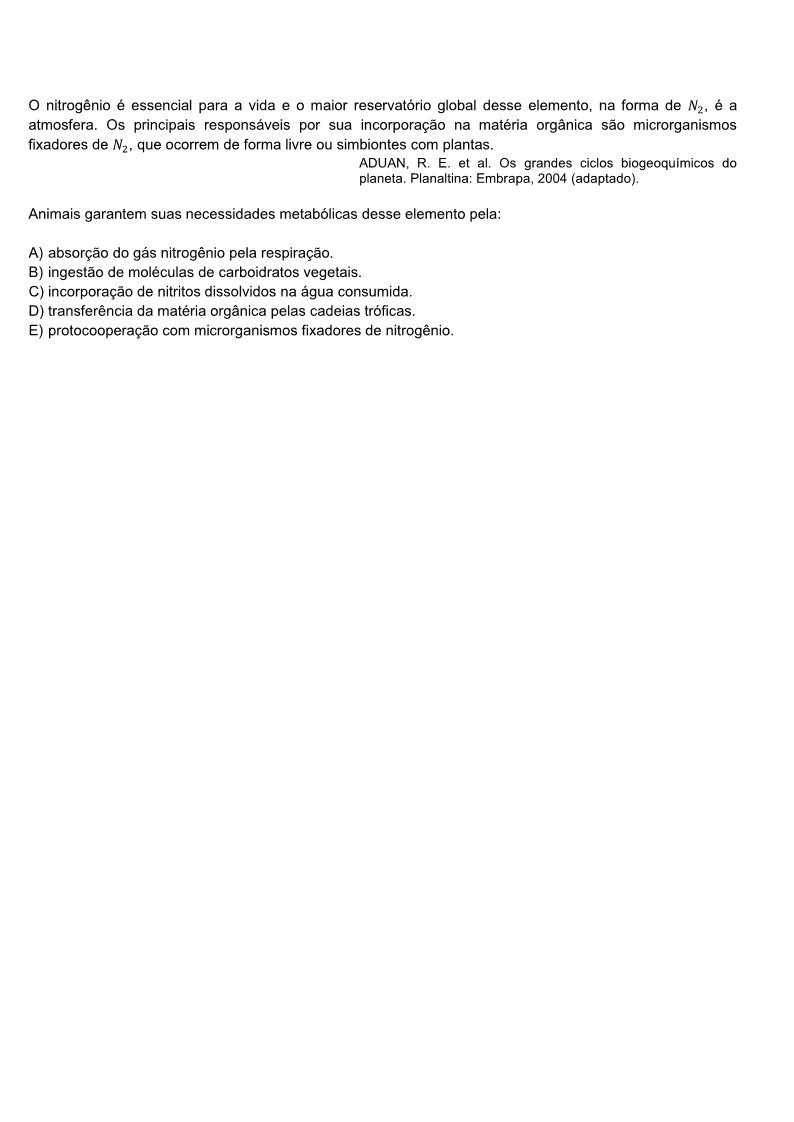 O nitrogênio é essencial para a vida e o maior reservatório global desse elemento, na forma de N₂, é a
atmosfera. Os principais responsáveis por sua incorporação na matéria orgânica são microrganismos
fixadores de N₂, que ocorrem de forma livre ou simbiontes com plantas.
ADUAN, R. E. et al. Os grandes ciclos biogeoquímicos do
planeta. Planaltina: Embrapa, 2004 (adaptado).
Animais garantem suas necessidades metabólicas desse elemento pela:
A) absorção do gás nitrogênio pela respiração.
B) ingestão de moléculas de carboidratos vegetais.
C) incorporação de nitritos dissolvidos na água consumida.
D) transferência da matéria orgânica pelas cadeias tróficas.
E) protocooperação com microrganismos fixadores de nitrogênio.